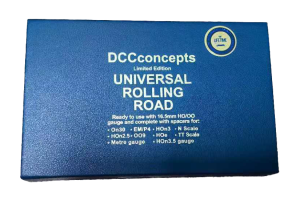 DCCconcepts
Limited Edition
UNIVERSAL
ROLLING
ROAD
Ready to use with 16.5mm HO/OO
gauge and complete with spacers for:
• On30 • EM/P4 • HOn3 • N Scale
• HOn2.5 • OO9 • HOe • TT Scale
• Metre gauge • HOn3.5 gauge
LIFETIME